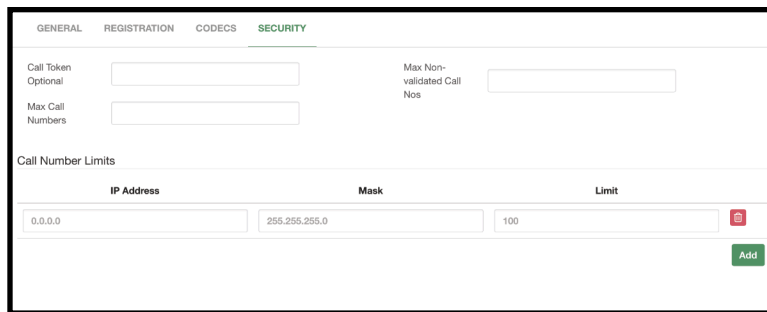 GENERAL REGISTRATION CODECS SECURITY
Call Token
Optional
Max Non-
validated Call
Nos
Max Call
Numbers
Call Number Limits
IP Address Mask Limit
0.0.0.0 255.255.255.0 100
Add